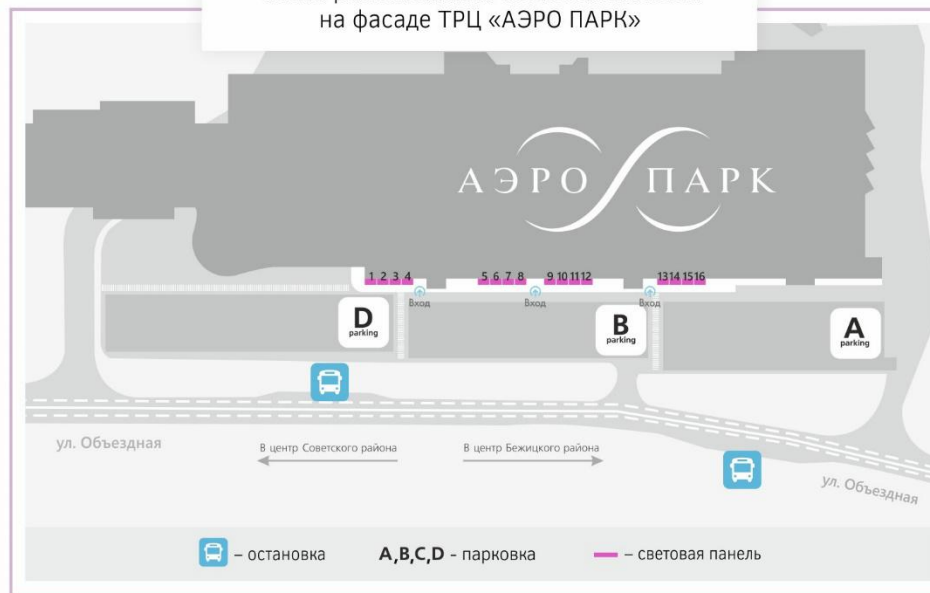 на фасаде ТРЦ «АЭРО ПАРК»
АЭРО ПАРК
1 2 3 4 5 6 7 8 9 10 11 12 13 14 15 16
Вход Вход Вход
D
parking
B
parking
A
parking
ул. Объездная
В центр Советского района
В центр Бежицкого района
ул. Объездная
– остановка A,B,C,D - парковка – световая панель